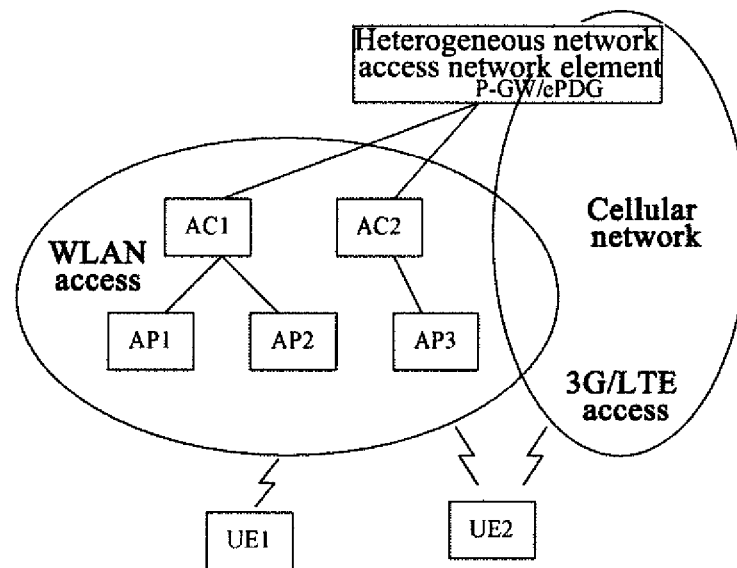 Heterogeneous network
access network element
P-GW/ePDG
AC1
AC2
Cellular
network
WLAN
access
AP1
AP2
AP3
3G/LTE
access
UE1
UE2